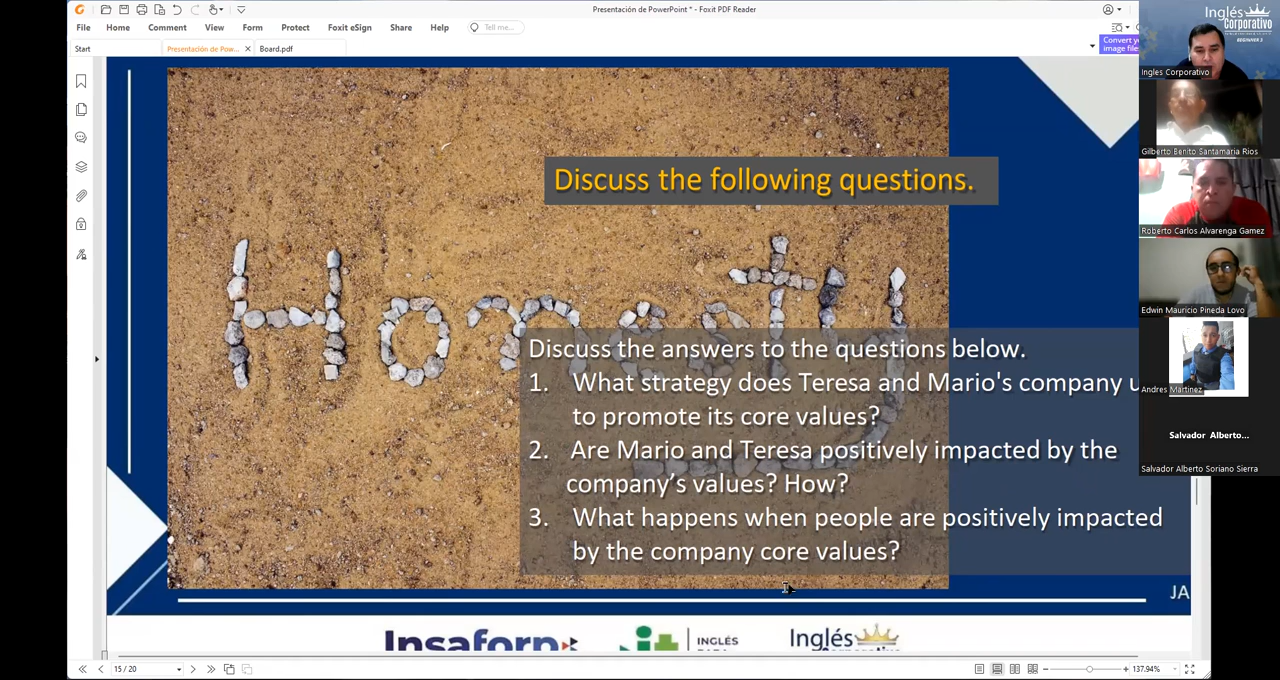 Presentación de PowerPoint * - Foxit PDF Reader
File Home Comment View Form Protect Foxit eSign Share Help Tell me...
Start Presentación de Pow... Board.pdf
Convert yo
image files
Inglés
Corporativo
BEGINNER 5
Ingles Corporativo
Gilberto Benito Santamaria Rios
Roberto Carlos Alvarenga Gamez
Edwin Mauricio Pineda Lovo
Andres Martinez
Salvador Alberto...
Salvador Alberto Soriano Sierra
Discuss the following questions.
Honesty
Discuss the answers to the questions below.
1. What strategy does Teresa and Mario's company u
to promote its core values?
2. Are Mario and Teresa positively impacted by the
company's values? How?
3. What happens when people are positively impacted
by the company core values?
JA
Insaforp
INGLÉS
Inglés
15 / 20
137.94%